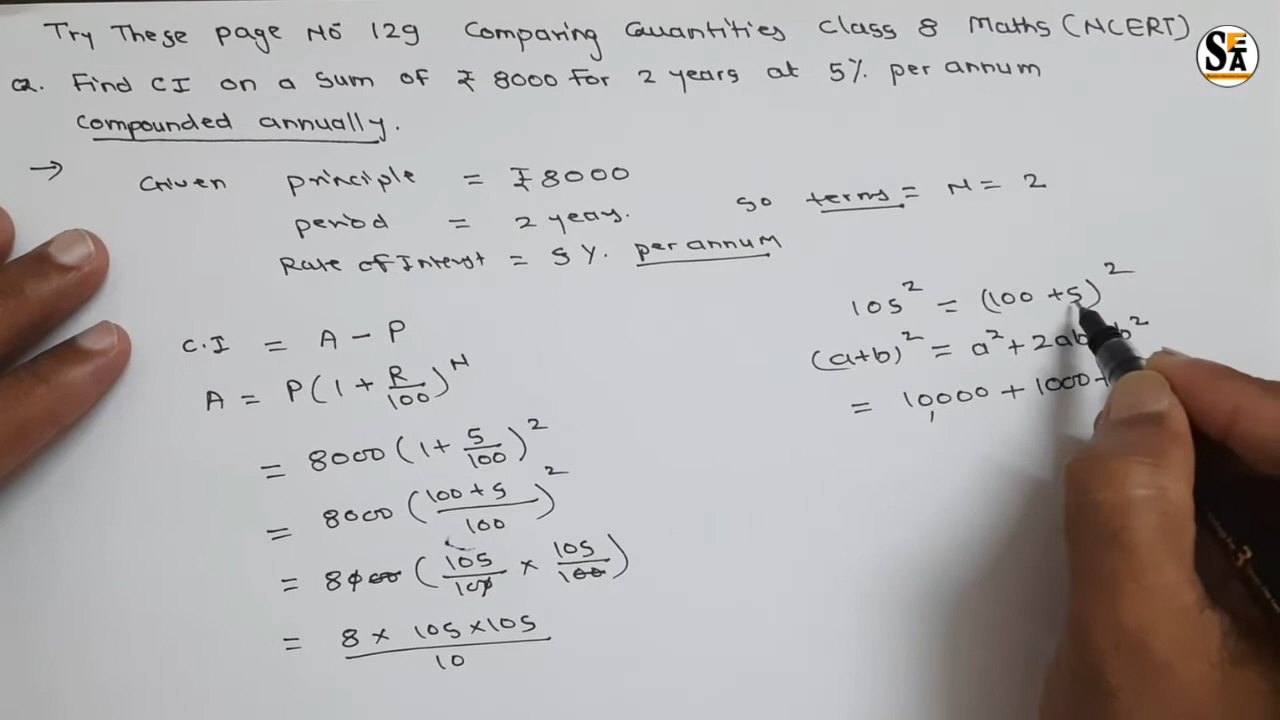 Try These page No 129 Comparing Quantities Class 8 Maths (NCERT)
Q. Find CI on a sum of ₹ 8000 for 2 years at 5% per annum
compounded annually.
→ Given principle = ₹ 8000
period = 2 years. so terms = N = 2
Rate of Interst = 5%. per annum
105² = (100 + 5)²
C.I = A - P
(a+b)² = a² + 2ab b²
A = P(1 + R/100)^N
= 10,000 + 1000 +
= 8000 (1 + 5/100)²
= 8000 ((100 + 5)/100)²
= 8000 (105/100 × 105/100)
= 8 × 105 × 105 / 10
SEA